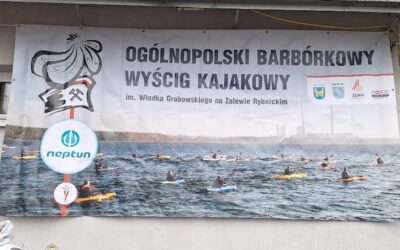 OGÓLNOPOLSKI BARBÓRKOWY
WYŚCIG KAJAKOWY
im. Władka Grabowskiego na Zalewie Rybnickim
neptun